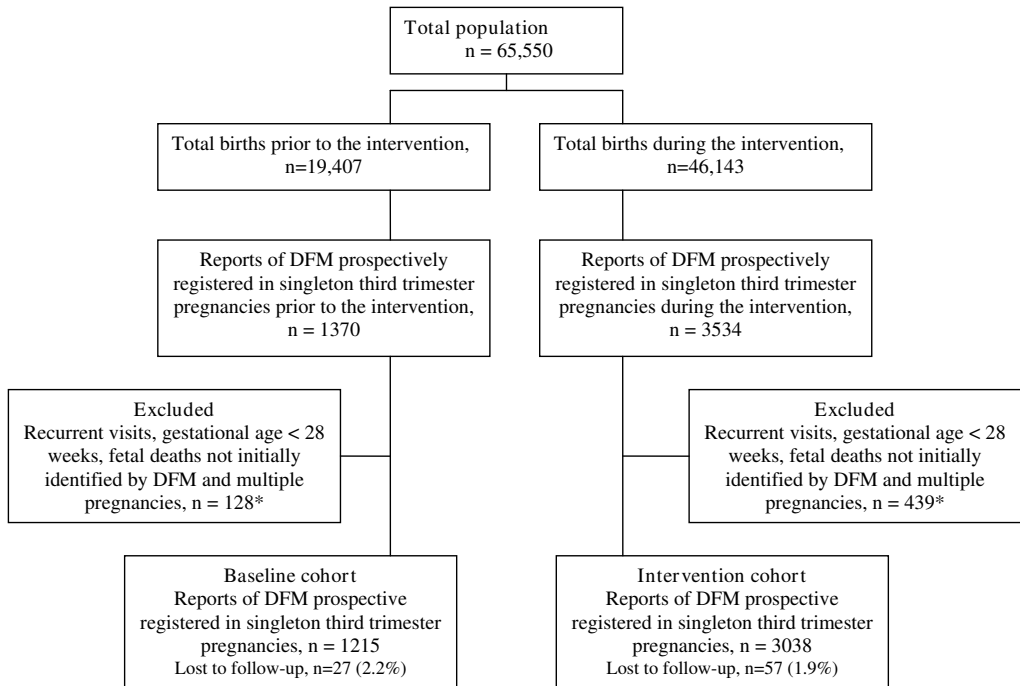 Total population
n = 65,550
Total births prior to the intervention,
n=19,407
Total births during the intervention,
n=46,143
Reports of DFM prospectively
registered in singleton third trimester
pregnancies prior to the intervention,
n = 1370
Reports of DFM prospectively
registered in singleton third trimester
pregnancies during the intervention,
n = 3534
Excluded
Recurrent visits, gestational age < 28
weeks, fetal deaths not initially
identified by DFM and multiple
pregnancies, n = 128*
Excluded
Recurrent visits, gestational age < 28
weeks, fetal deaths not initially
identified by DFM and multiple
pregnancies, n = 439*
Baseline cohort
Reports of DFM prospective
registered in singleton third trimester
pregnancies, n = 1215
Lost to follow-up, n=27 (2.2%)
Intervention cohort
Reports of DFM prospective
registered in singleton third trimester
pregnancies, n = 3038
Lost to follow-up, n=57 (1.9%)